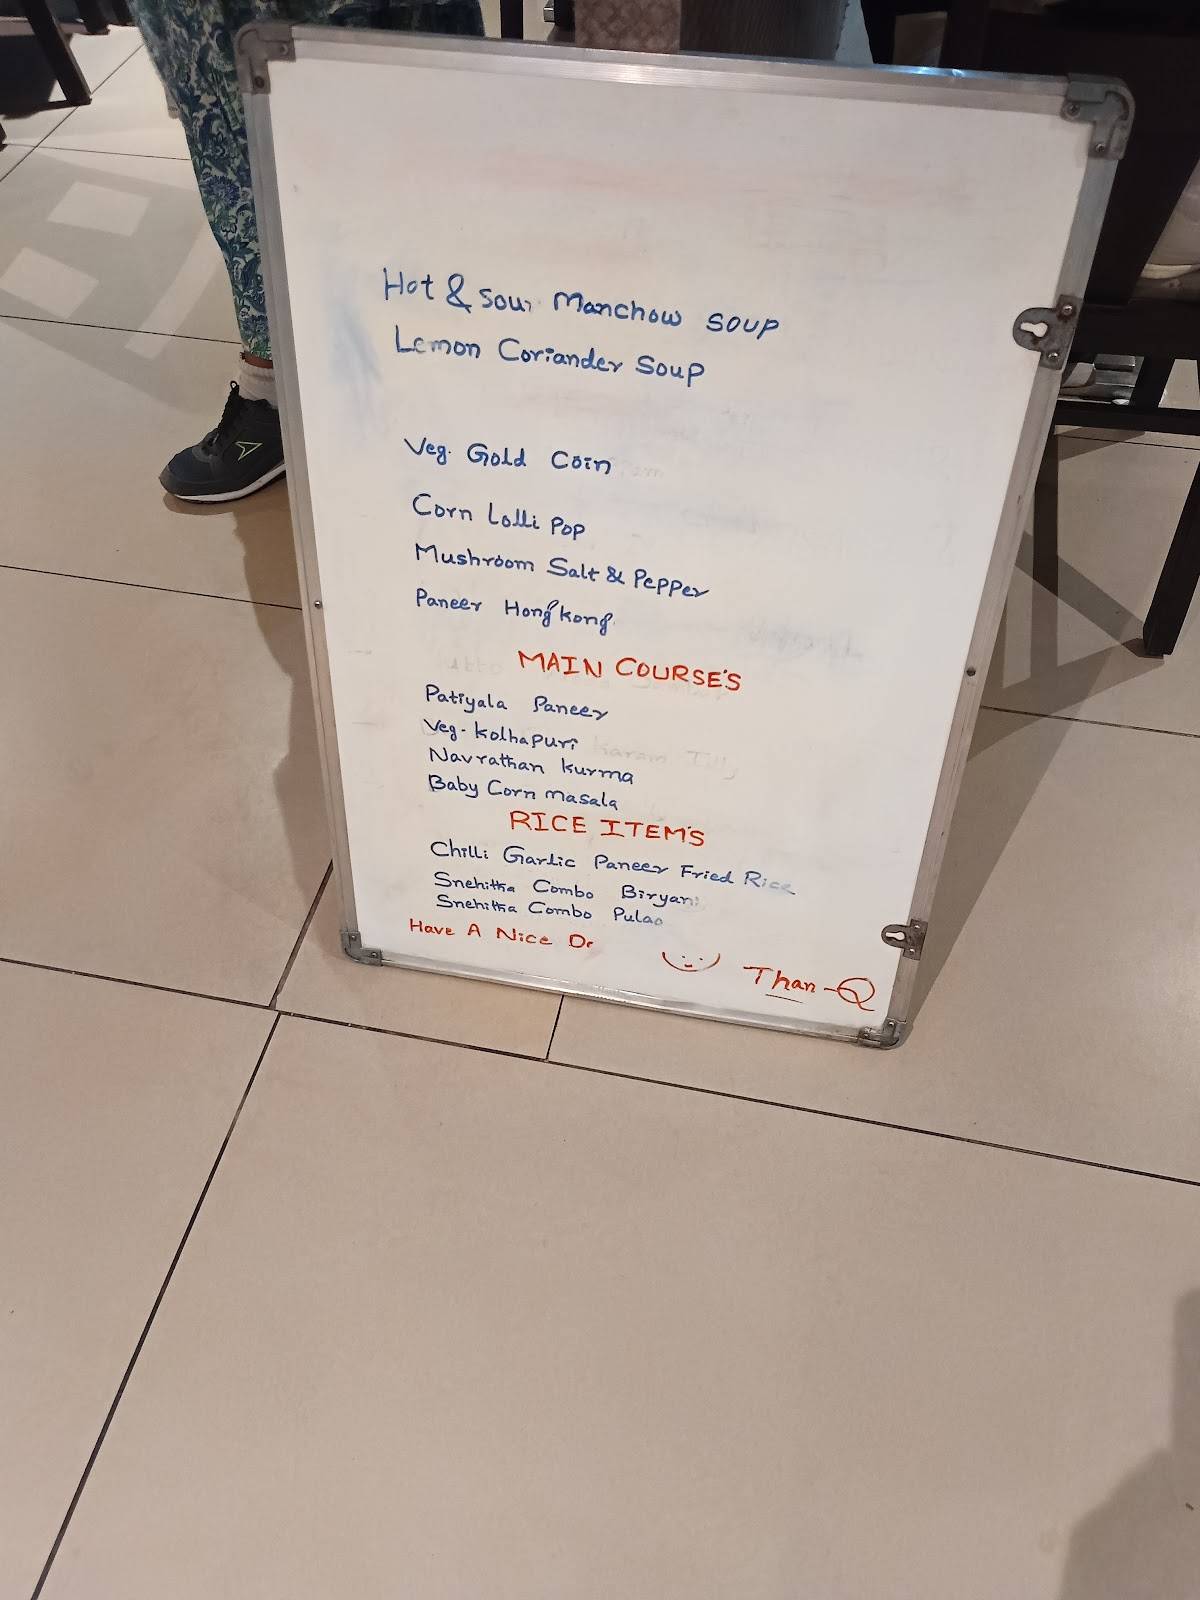 Hot & Sour Manchow Soup
Lemon Coriander Soup
Veg. Gold Coin
Corn Lolli Pop
Mushroom Salt & Pepper
Paneer Hong kong
MAIN COURSE'S
Patiyala Paneer
Veg. Kolhapuri
Navrathan Kurma
Baby Corn Masala
RICE ITEM'S
Chilli Garlic Paneer Fried Rice
Snehitha Combo Biryani
Snehitha Combo Pulao
Have A Nice
Than-Q